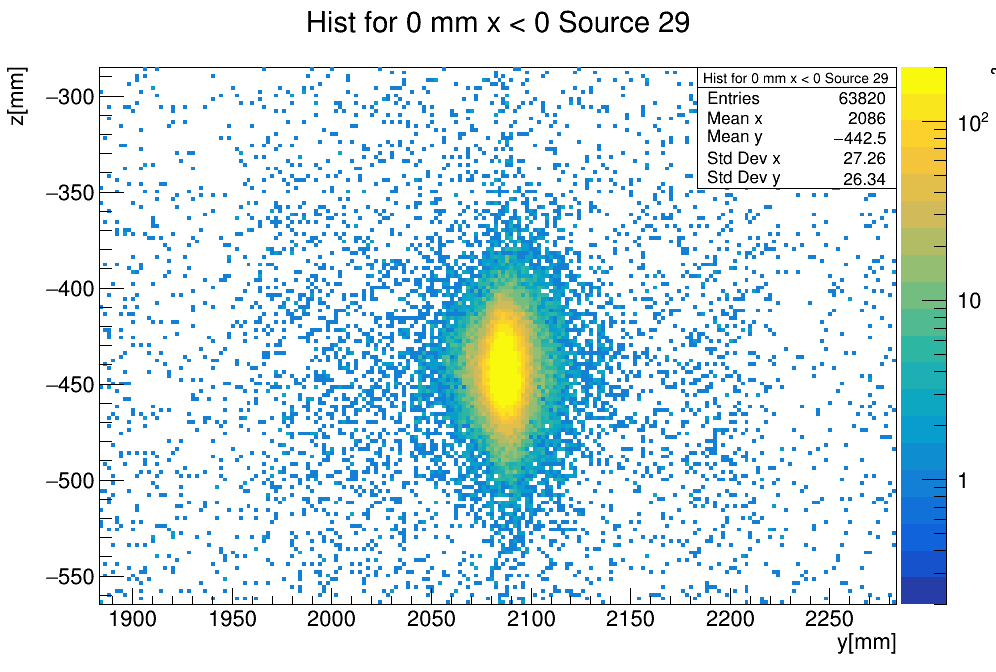 Hist for 0 mm x < 0 Source 29
z[mm]
−300
−350
−400
−450
−500
−550
1900 1950 2000 2050 2100 2150 2200 2250
y[mm]
Hist for 0 mm x < 0 Source 29
Entries 63820
Mean x 2086
Mean y −442.5
Std Dev x 27.26
Std Dev y 26.34
10²
10
1